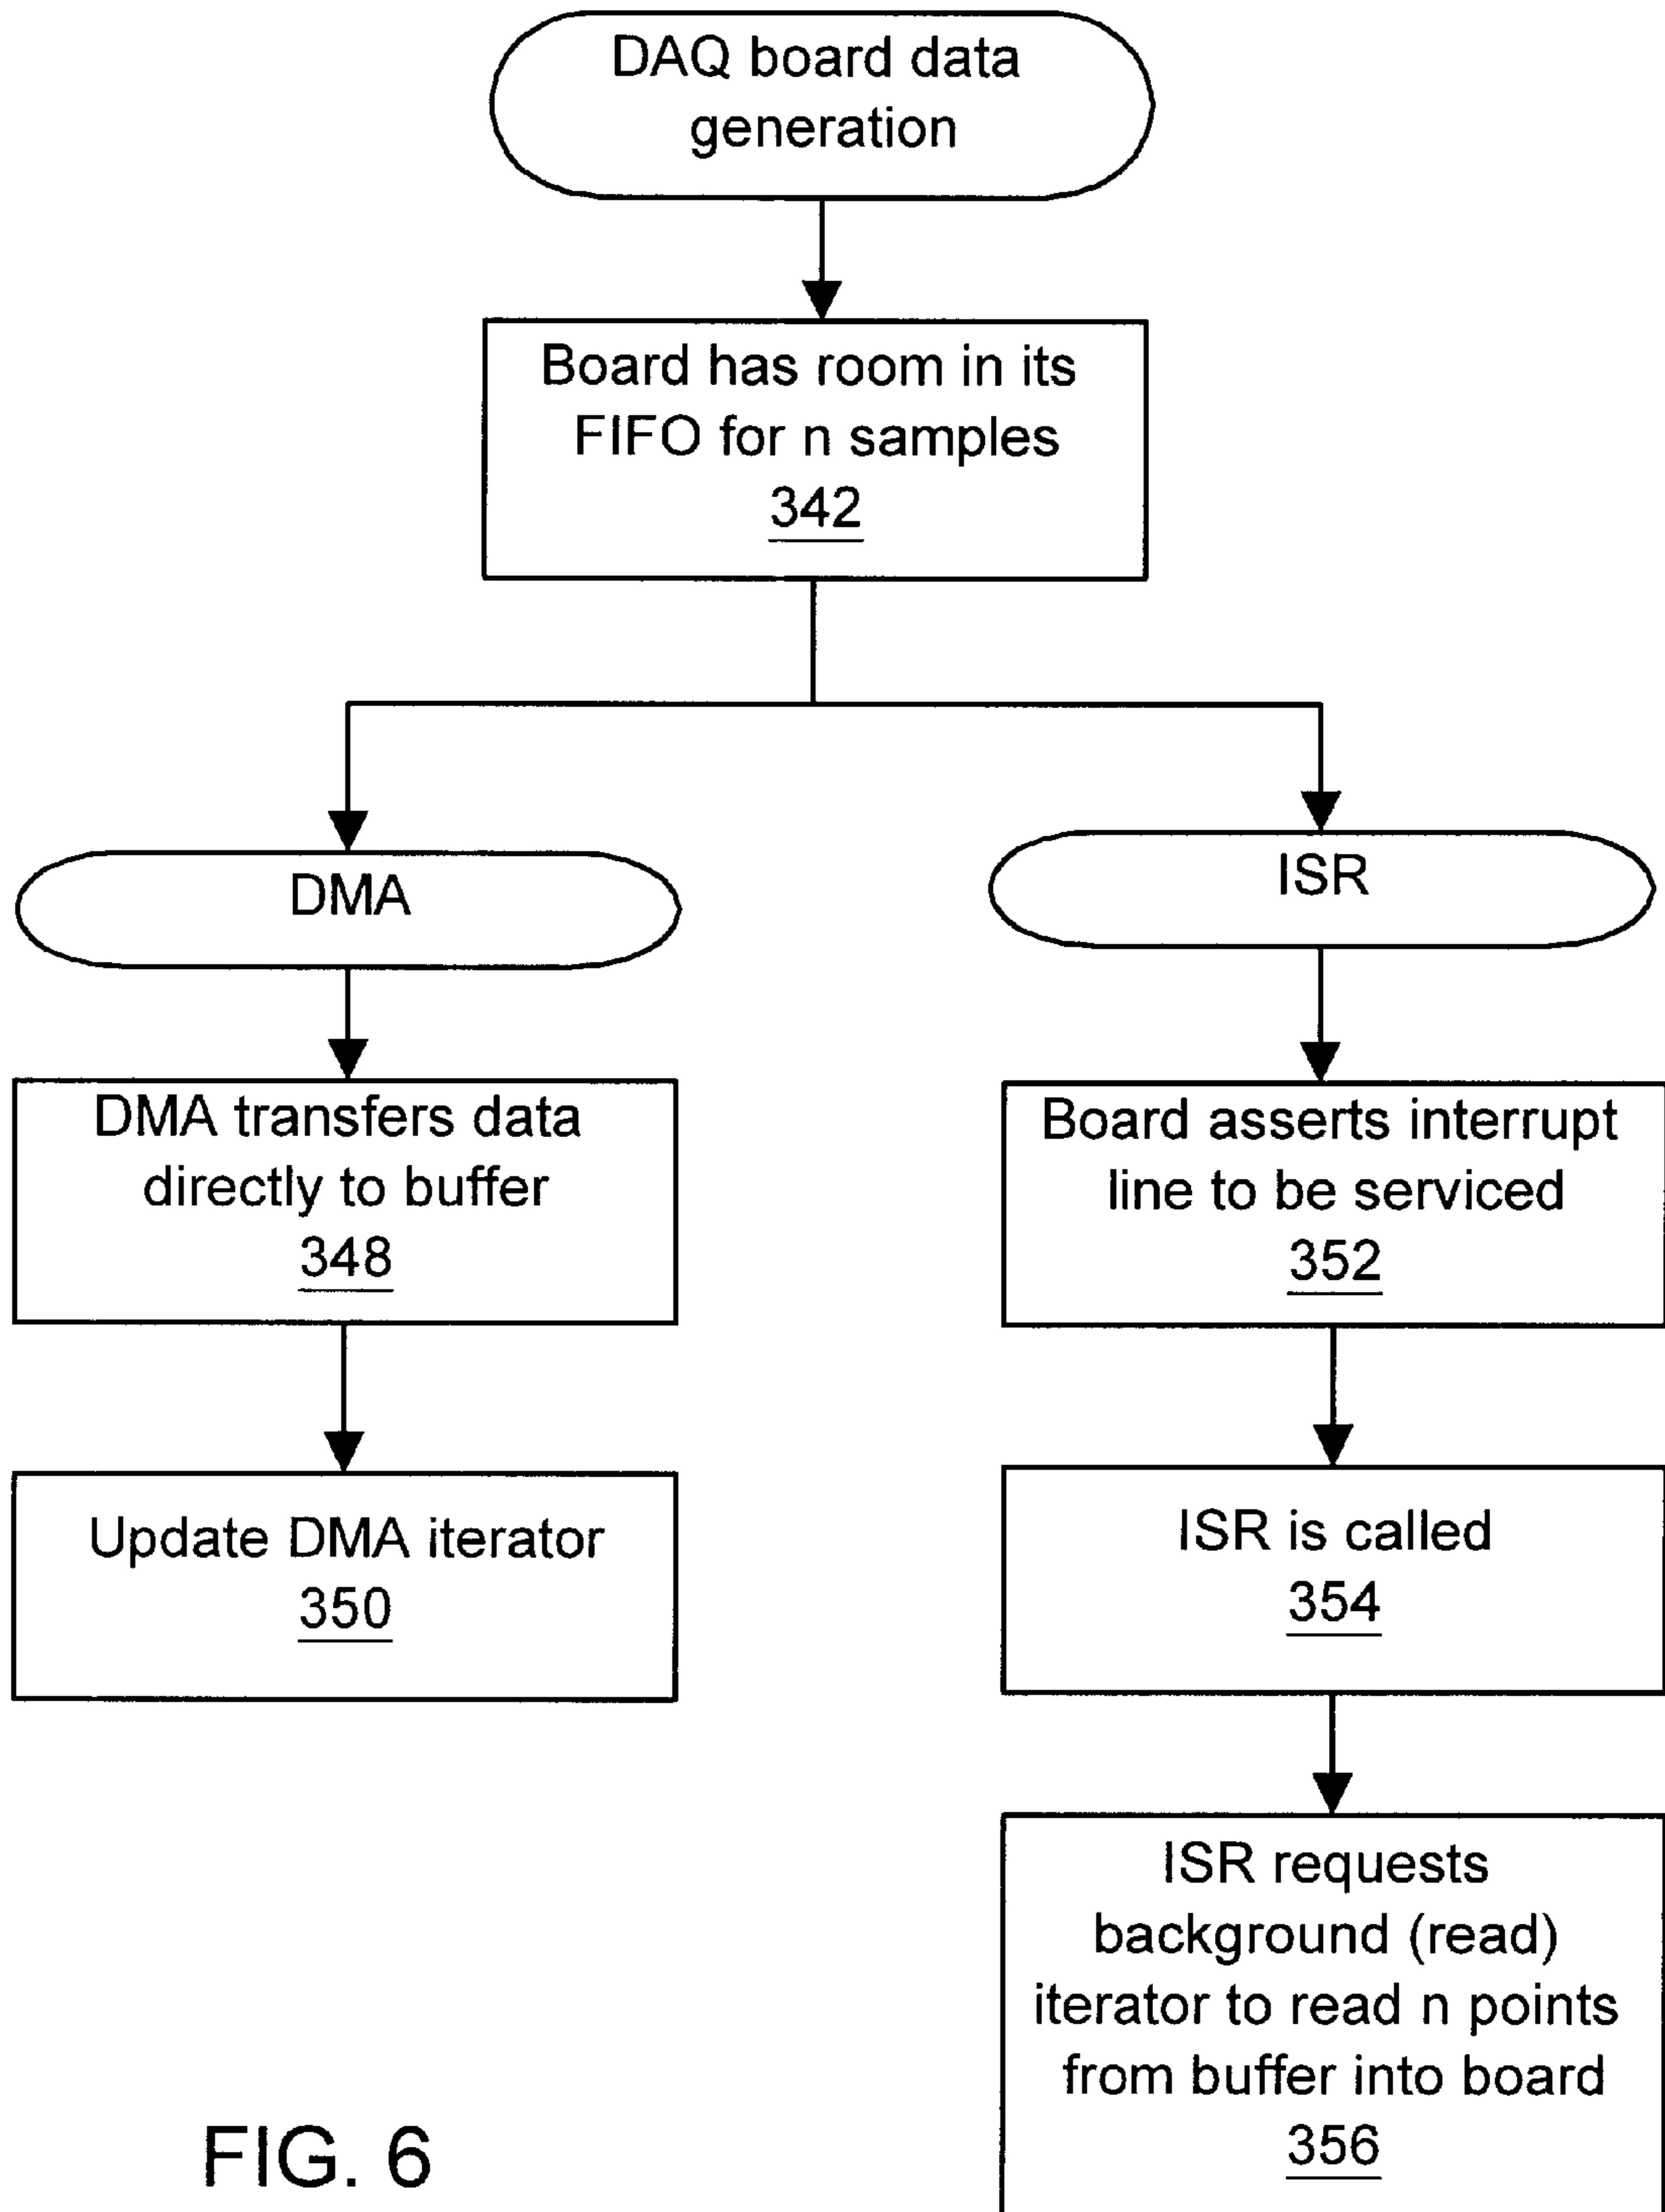 DAQ board data
generation
Board has room in its
FIFO for n samples
342
DMA
DMA transfers data
directly to buffer
348
Update DMA iterator
350
ISR
Board asserts interrupt
line to be serviced
352
ISR is called
354
ISR requests
background (read)
iterator to read n points
from buffer into board
356
FIG. 6